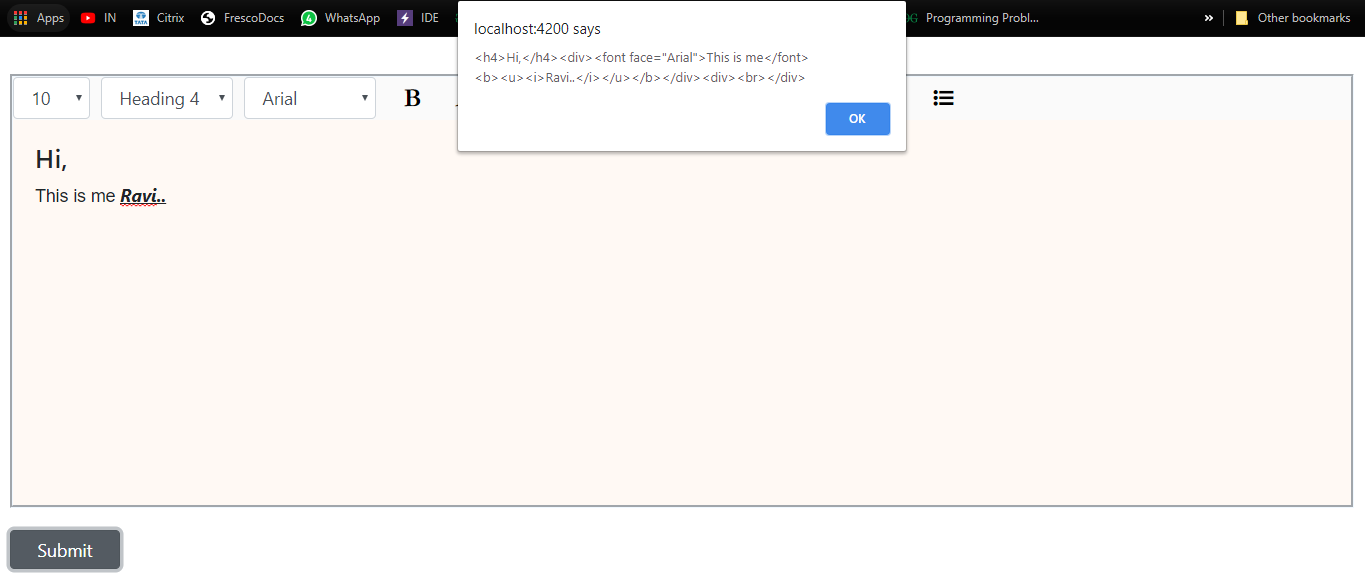 Apps IN TATA Citrix FrescoDocs 4 WhatsApp IDE Programming Probl... » Other bookmarks
localhost:4200 says
<h4>Hi,</h4><div><font face="Arial">This is me</font>
<b><u><i>Ravi..</i></u></b></div><div><br></div>
OK
10 Heading 4 Arial B
Hi,
This is me Ravi..
Submit